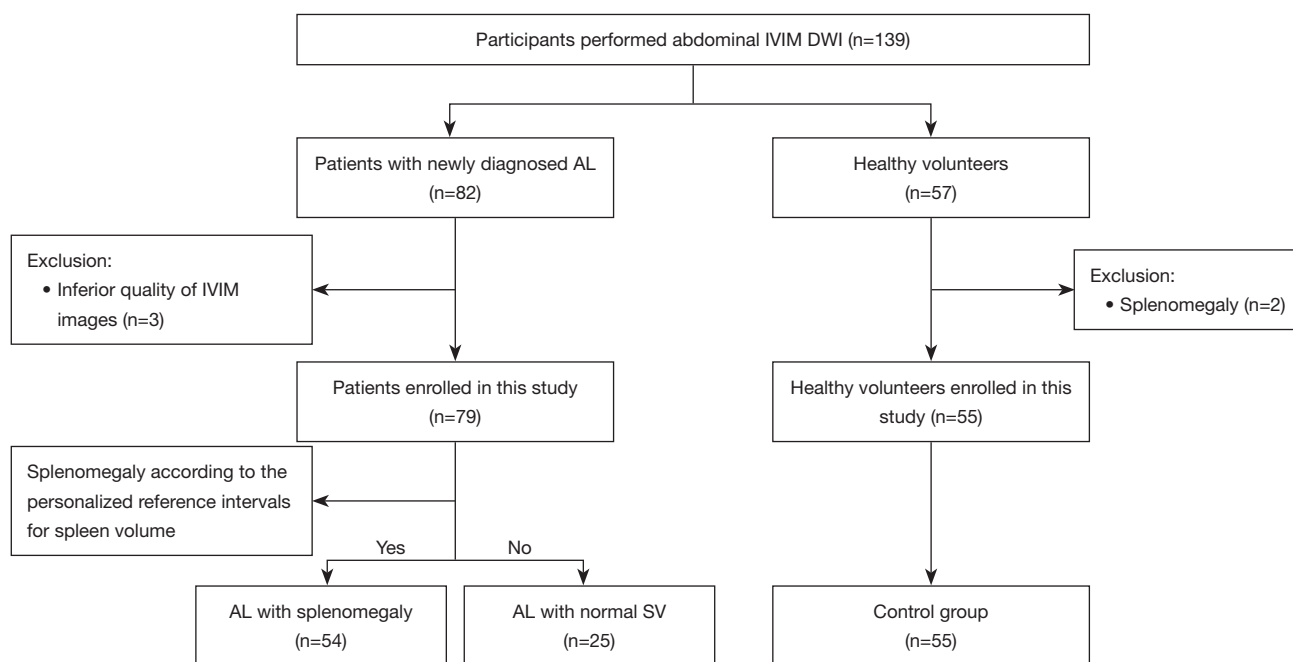 Participants performed abdominal IVIM DWI (n=139)
Patients with newly diagnosed AL
(n=82)
Healthy volunteers
(n=57)
Exclusion:
• Inferior quality of IVIM
images (n=3)
Exclusion:
• Splenomegaly (n=2)
Patients enrolled in this study
(n=79)
Healthy volunteers enrolled in this
study (n=55)
Splenomegaly according to the
personalized reference intervals
for spleen volume
Yes
No
AL with splenomegaly
(n=54)
AL with normal SV
(n=25)
Control group
(n=55)